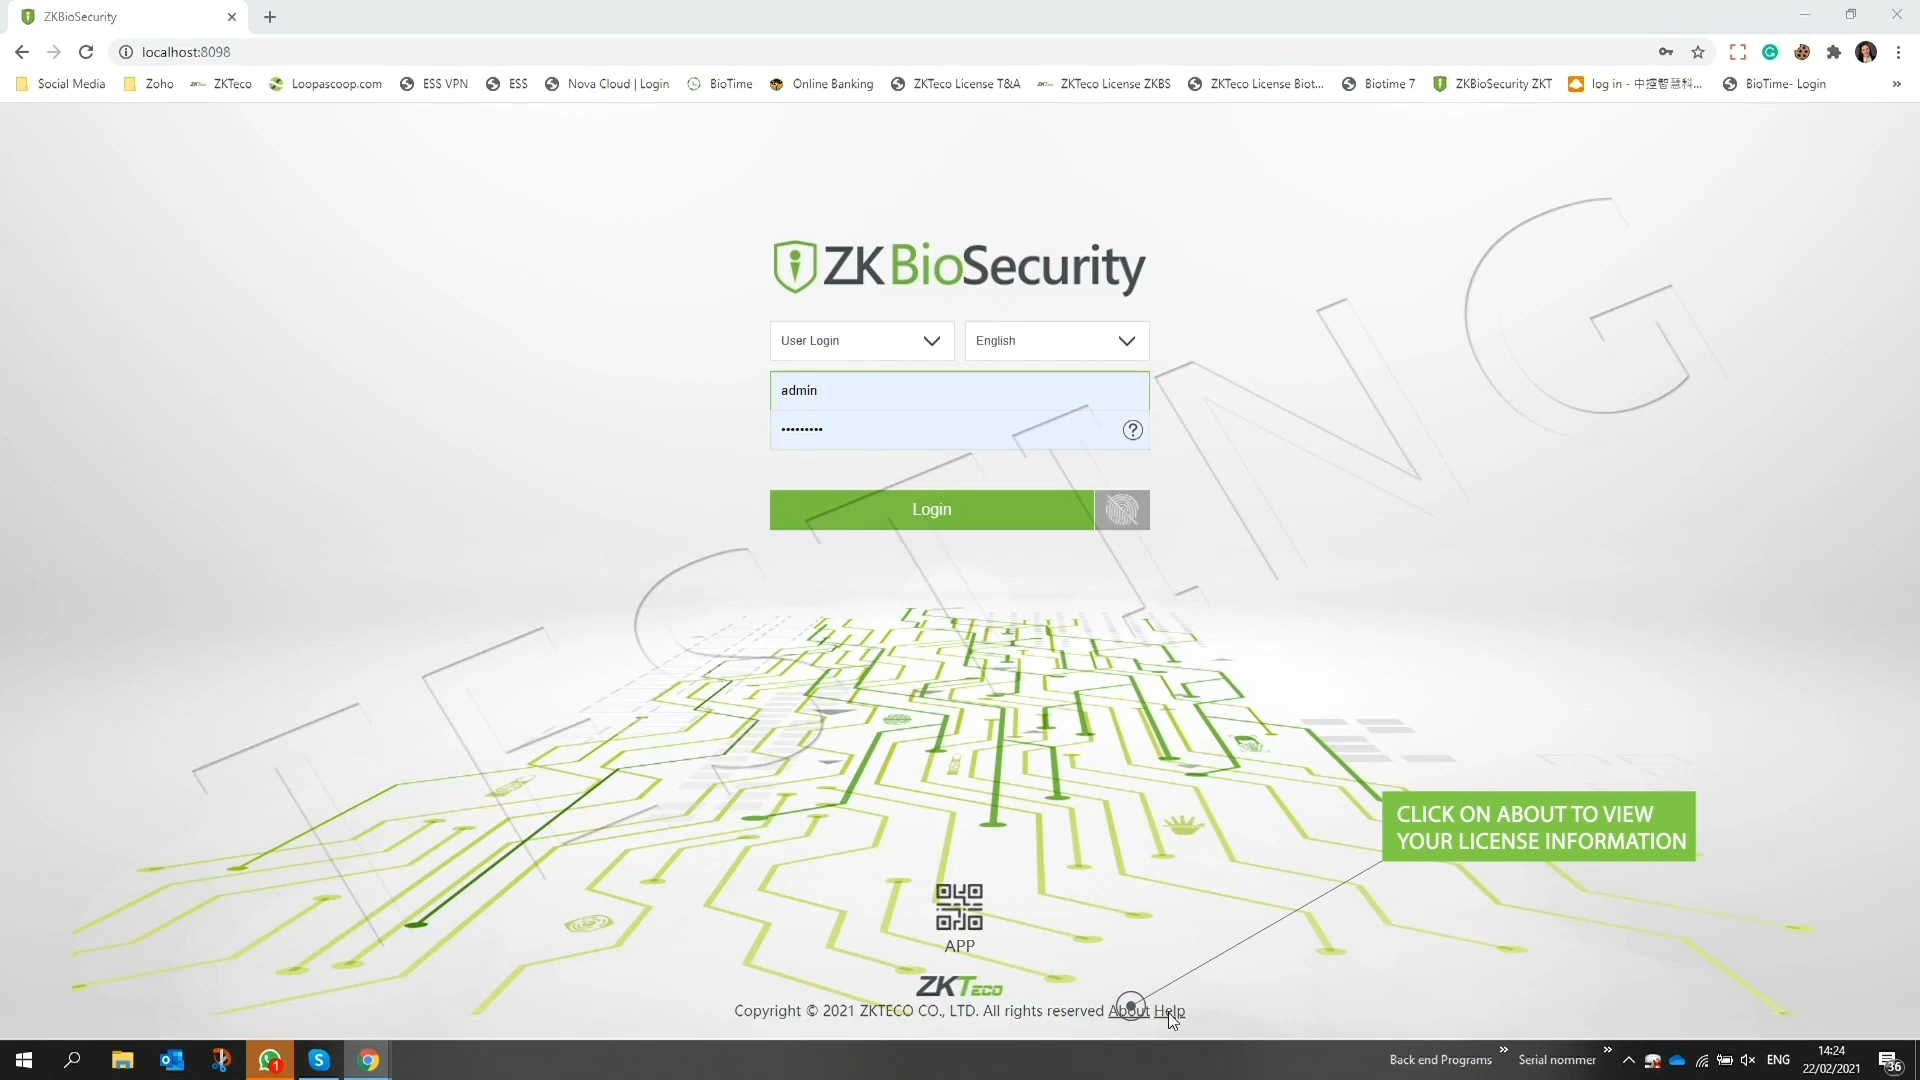 ZKBioSecurity
localhost:8098
Social Media
Zoho
ZKTeco
Loopascoop.com
ESS VPN
ESS
Nova Cloud | Login
BioTime
Online Banking
ZKTeco License T&A
ZKTeco License ZKBS
ZKTeco License Biot...
Biotime 7
ZKBioSecurity ZKT
log in - 中控智慧科...
BioTime- Login
ZKBioSecurity
User Login
English
admin
Login
TESTING
CLICK ON ABOUT TO VIEW
YOUR LICENSE INFORMATION
APP
ZKTECO
Copyright © 2021 ZKTECO CO., LTD. All rights reserved About Help
Back end Programs
Serial nommer
ENG
14:24
22/02/2021
1
36